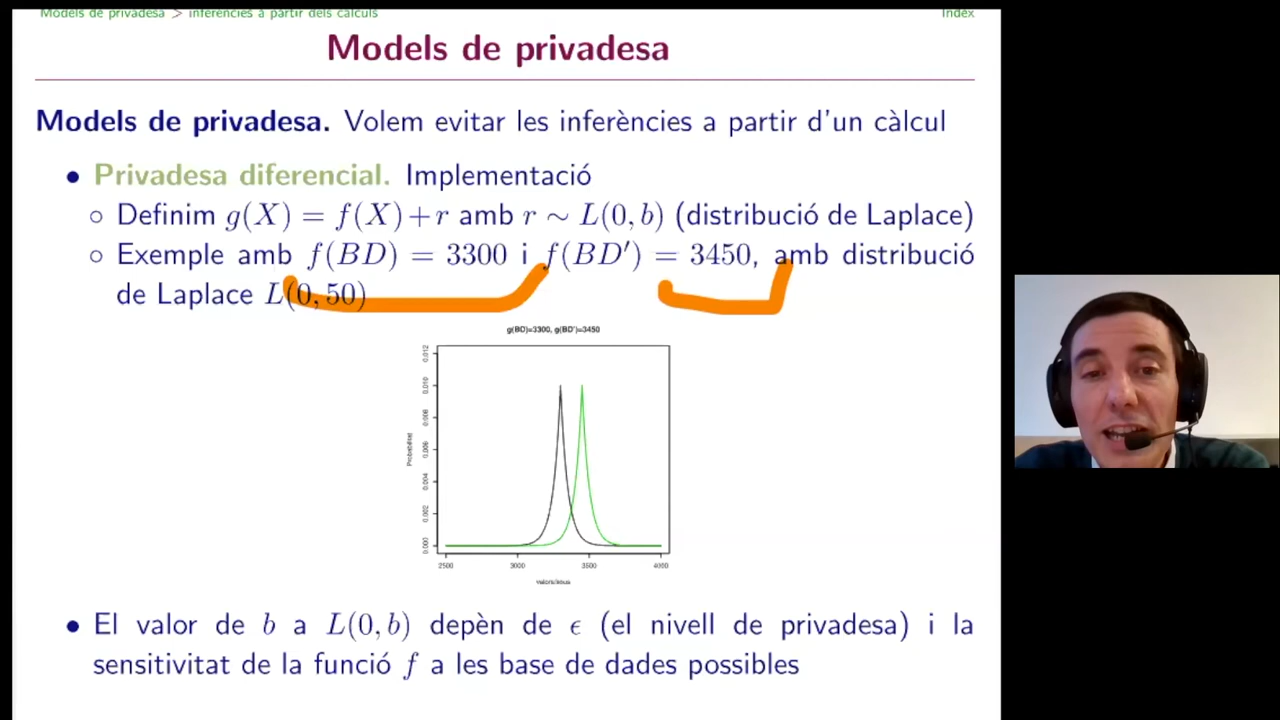 Models de privadesa > inferències a partir dels càlculs Índex
Models de privadesa
Models de privadesa. Volem evitar les inferències a partir d'un càlcul
• Privadesa diferencial. Implementació
◦ Definim g(X) = f(X)+r amb r ∼ L(0, b) (distribució de Laplace)
◦ Exemple amb f(BD) = 3300 i f(BD′) = 3450, amb distribució
de Laplace L(0, 50)
g(BD)=3300, g(BD')=3450
0.012
0.010
0.008
0.006
0.004
0.002
0.000
Probabilitat
2500 3000 3500 4000
• El valor de b a L(0, b) depèn de ϵ (el nivell de privadesa) i la
sensitivitat de la funció f a les base de dades possibles